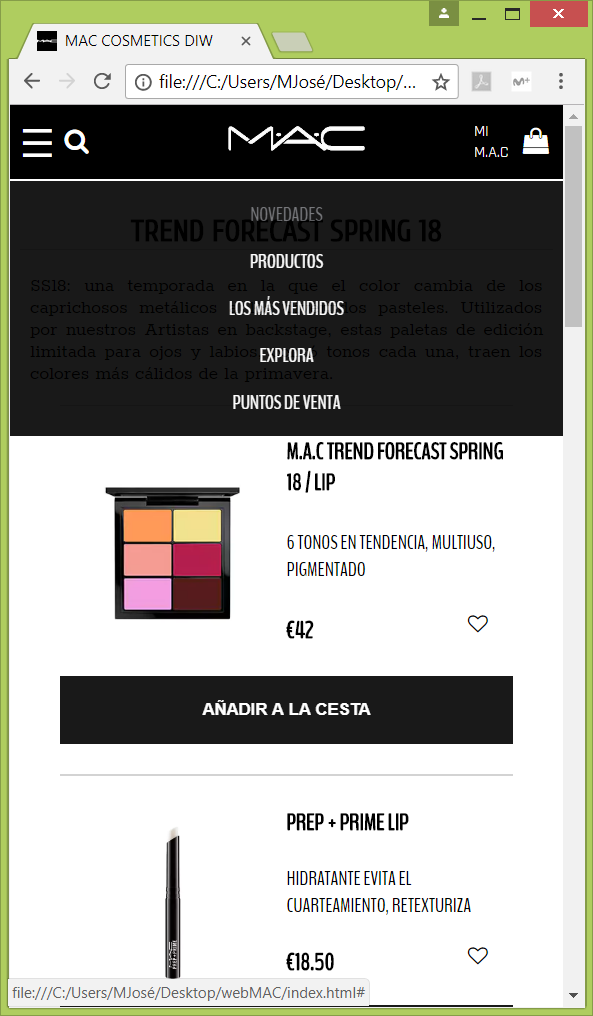 MAC COSMETICS DIW
file:///C:/Users/MJosé/Desktop/...
M·A·C
MI
M.A.C
NOVEDADES
TREND FORECAST SPRING 18
PRODUCTOS
SS18: una temporada en la que el color cambia de los
caprichosos metálicos
LOS MÁS VENDIDOS
los pasteles. Utilizados
por nuestros Artistas en backstage, estas paletas de edición
limitada para ojos y labios
EXPLORA
6 tonos cada una, traen los
colores más cálidos de la primavera.
PUNTOS DE VENTA
M.A.C TREND FORECAST SPRING
18 / LIP
6 TONOS EN TENDENCIA, MULTIUSO,
PIGMENTADO
€42
AÑADIR A LA CESTA
PREP + PRIME LIP
HIDRATANTE EVITA EL
CUARTEAMIENTO, RETEXTURIZA
€18.50
file:///C:/Users/MJosé/Desktop/webMAC/index.html#